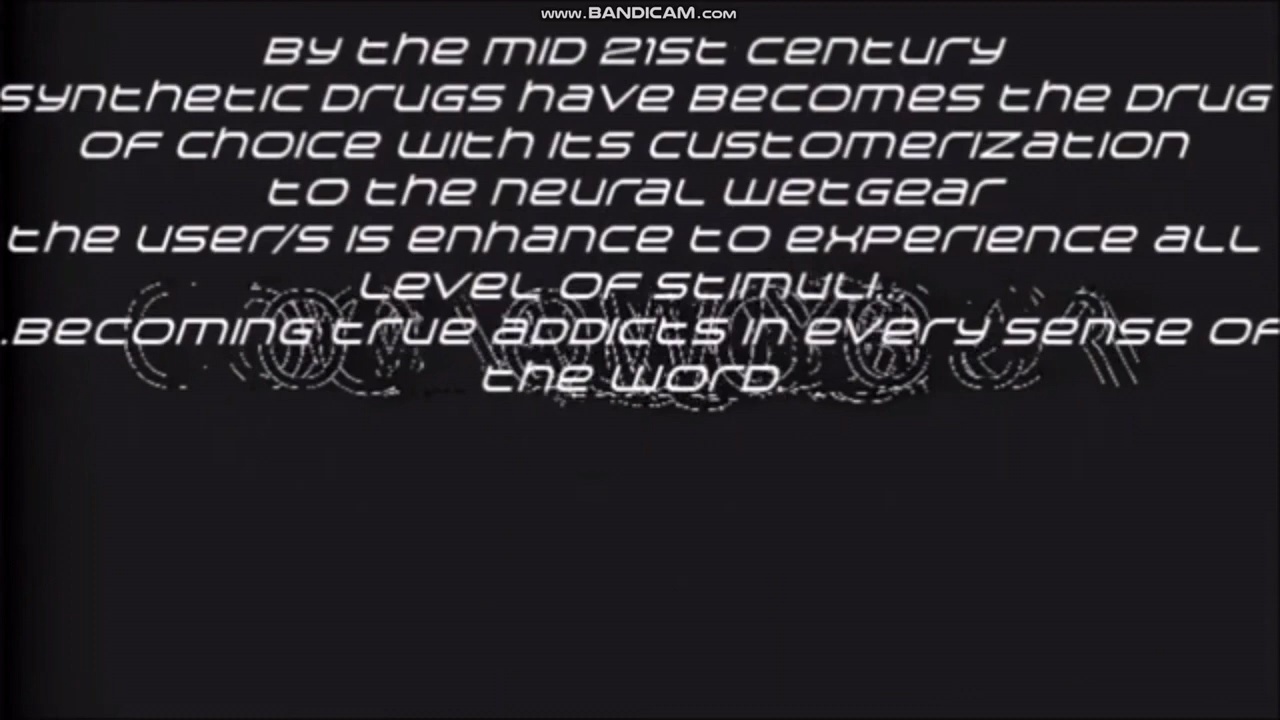 www.BANDICAM.com
By the mid 21st century
synthetic drugs have becomes the drug
of choice with its customerization
to the neural wetgear
the user/s is enhance to experience all
level of stimuli..
.Becoming true addicts in every sense of
the word.